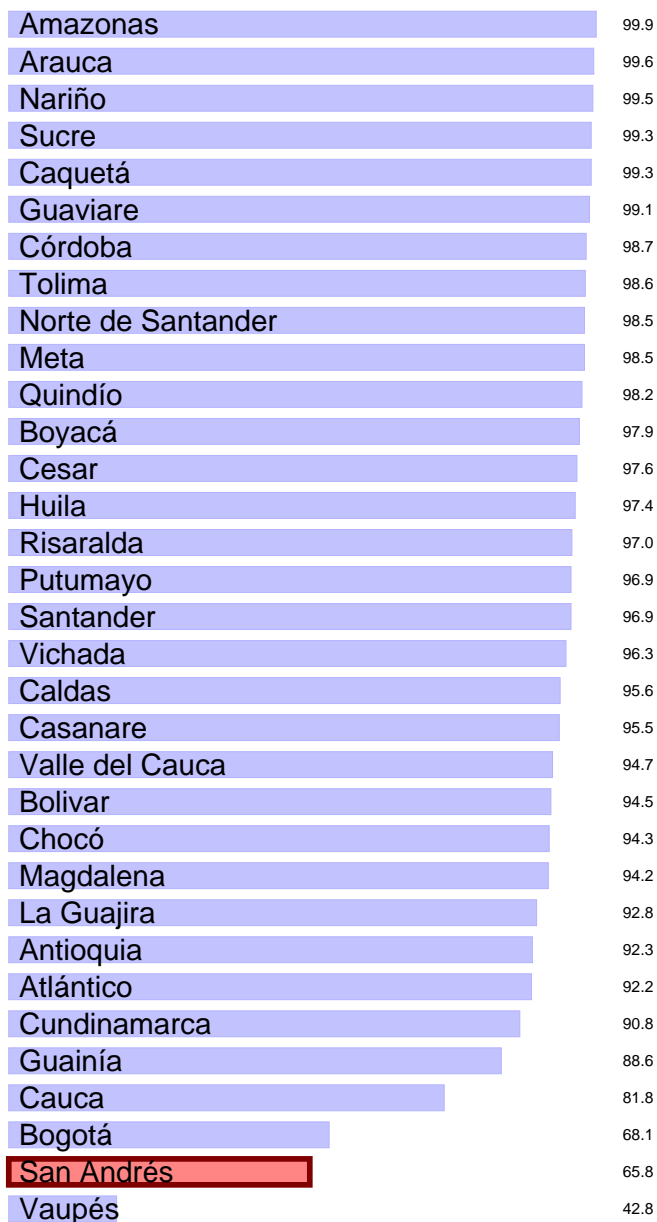 Amazonas 99.9
Arauca 99.6
Nariño 99.5
Sucre 99.3
Caquetá 99.3
Guaviare 99.1
Córdoba 98.7
Tolima 98.6
Norte de Santander 98.5
Meta 98.5
Quindío 98.2
Boyacá 97.9
Cesar 97.6
Huila 97.4
Risaralda 97.0
Putumayo 96.9
Santander 96.9
Vichada 96.3
Caldas 95.6
Casanare 95.5
Valle del Cauca 94.7
Bolivar 94.5
Chocó 94.3
Magdalena 94.2
La Guajira 92.8
Antioquia 92.3
Atlántico 92.2
Cundinamarca 90.8
Guainía 88.6
Cauca 81.8
Bogotá 68.1
San Andrés 65.8
Vaupés 42.8